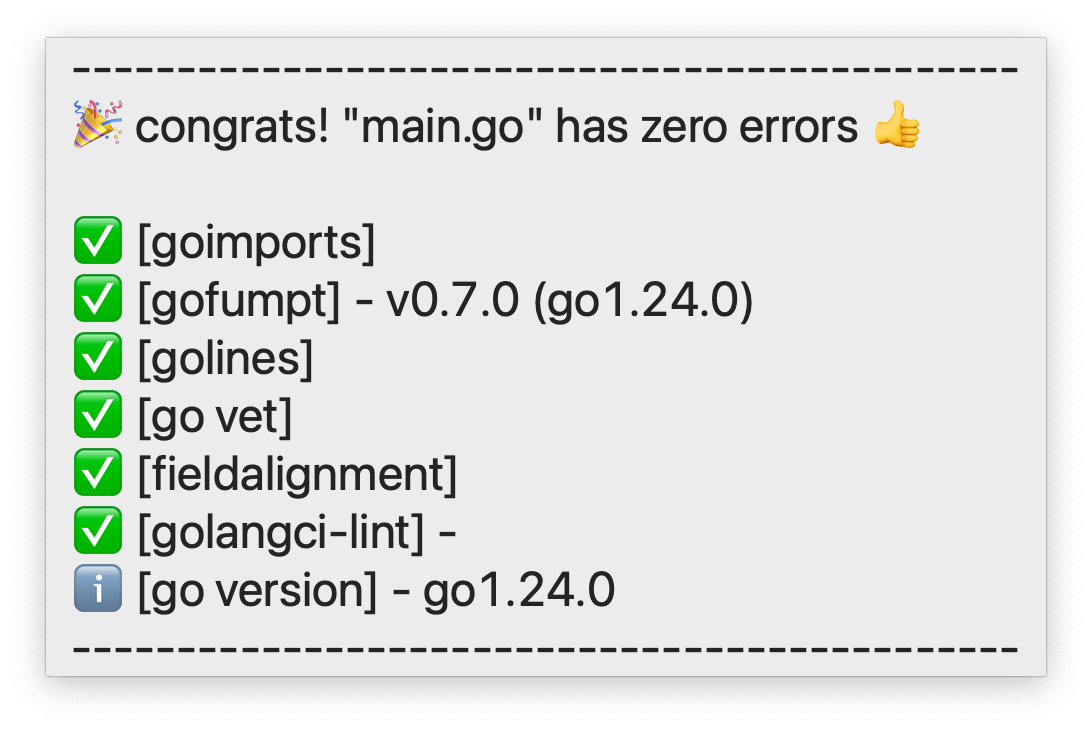 ---------------------------------------------
🎉 congrats! "main.go" has zero errors 👍
✅ [goimports]
✅ [gofumpt] - v0.7.0 (go1.24.0)
✅ [golines]
✅ [go vet]
✅ [fieldalignment]
✅ [golangci-lint] -
ℹ️ [go version] - go1.24.0
---------------------------------------------